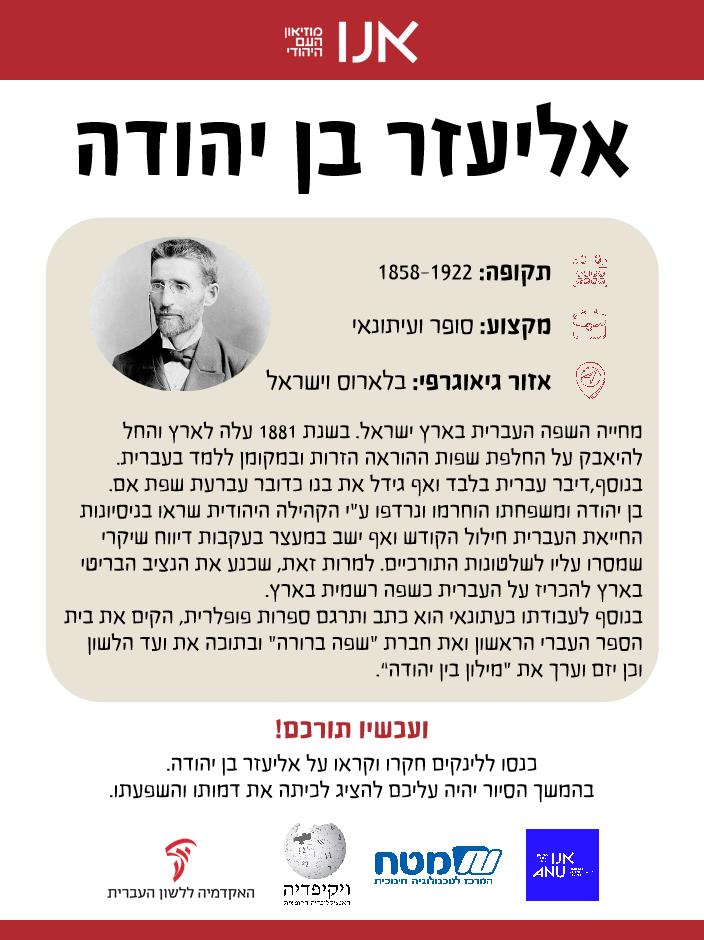 אנו
מוזיאון
העם
היהודי
אליעזר בן יהודה
תקופה: 1858-1922
מקצוע: סופר ועיתונאי
אזור גיאוגרפי: בלארוס וישראל
מחייה השפה העברית בארץ ישראל. בשנת 1881 עלה לארץ והחל
להיאבק על החלפת שפות ההוראה הזרות ובמקומן ללמד בעברית.
בנוסף,דיבר עברית בלבד ואף גידל את בנו כדובר עברעת שפת אם.
בן יהודה ומשפחתו הוחרמו ונרדפו ע"י הקהילה היהודית שראו בניסיונות
החייאת העברית חילול הקודש ואף ישב במעצר בעקבות דיווח שיקרי
שמסרו עליו לשלטונות התורכיים. למרות זאת, שכנע את הנציב הבריטי
בארץ להכריז על העברית כשפה רשמית בארץ.
בנוסף לעבודתו כעתונאי הוא כתב ותרגם ספרות פופלרית, הקים את בית
הספר העברי הראשון ואת חברת "שפה ברורה" ובתוכה את ועד הלשון
וכן יזם וערך את "מילון בין יהודה".
ועכשיו תורכם!
כנסו ללינקים חקרו וקראו על אליעזר בן יהודה.
בהמשך הסיור יהיה עליכם להציג לכיתה את דמותו והשפעתו.
אנו
ANU
מטח
המרכז לטכנולוגיה חינוכית
ויקיפדיה
האקדמיה ללשון העברית